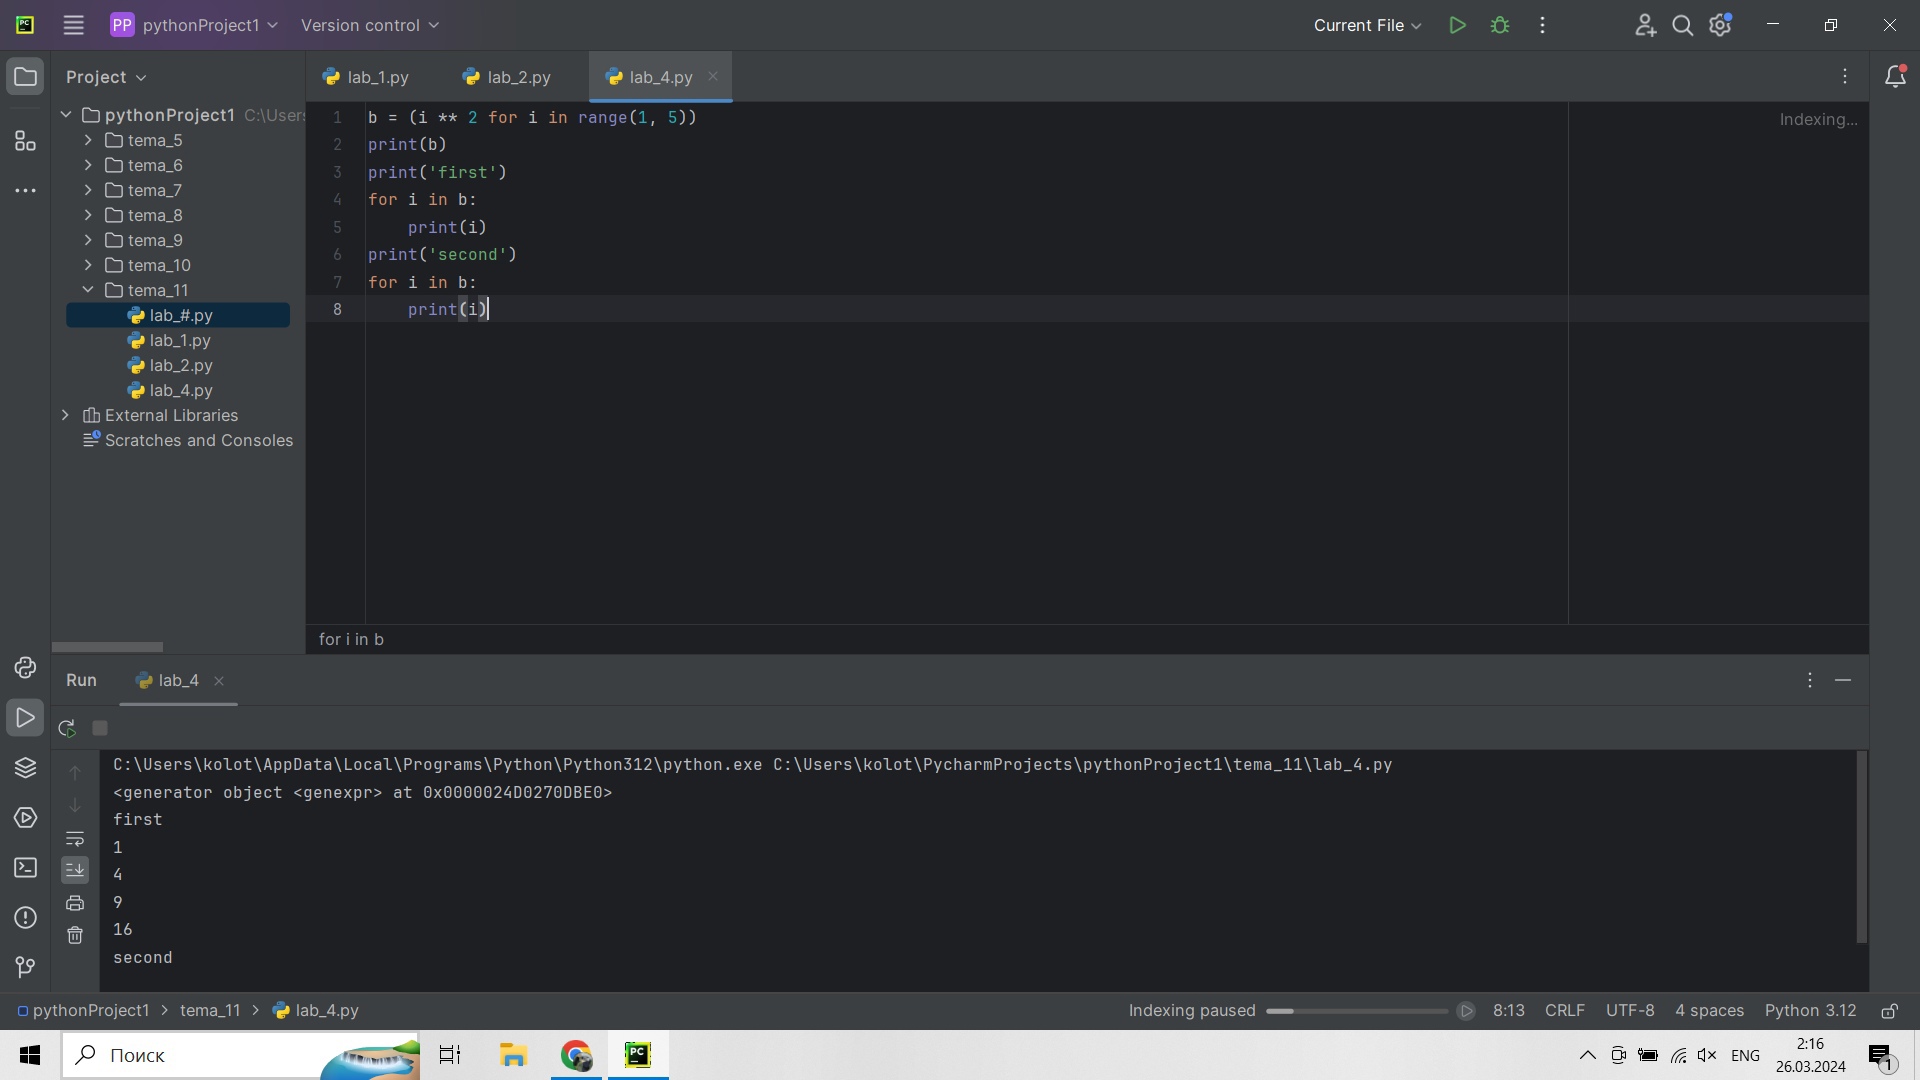 PC
PP pythonProject1 Version control Current File
Project lab_1.py lab_2.py lab_4.py
pythonProject1 C:\Users
tema_5
tema_6
tema_7
tema_8
tema_9
tema_10
tema_11
lab_#.py
lab_1.py
lab_2.py
lab_4.py
External Libraries
Scratches and Consoles
1 b = (i ** 2 for i in range(1, 5))
Indexing...
2 print(b)
3 print('first')
4 for i in b:
5     print(i)
6 print('second')
7 for i in b:
8     print(i)
for i in b
Run lab_4
C:\Users\kolot\AppData\Local\Programs\Python\Python312\python.exe C:\Users\kolot\PycharmProjects\pythonProject1\tema_11\lab_4.py
<generator object <genexpr> at 0x0000024D0270DBE0>
first
1
4
9
16
second
pythonProject1 > tema_11 > lab_4.py Indexing paused 8:13 CRLF UTF-8 4 spaces Python 3.12
Поиск PC ENG 2:16
26.03.2024 1